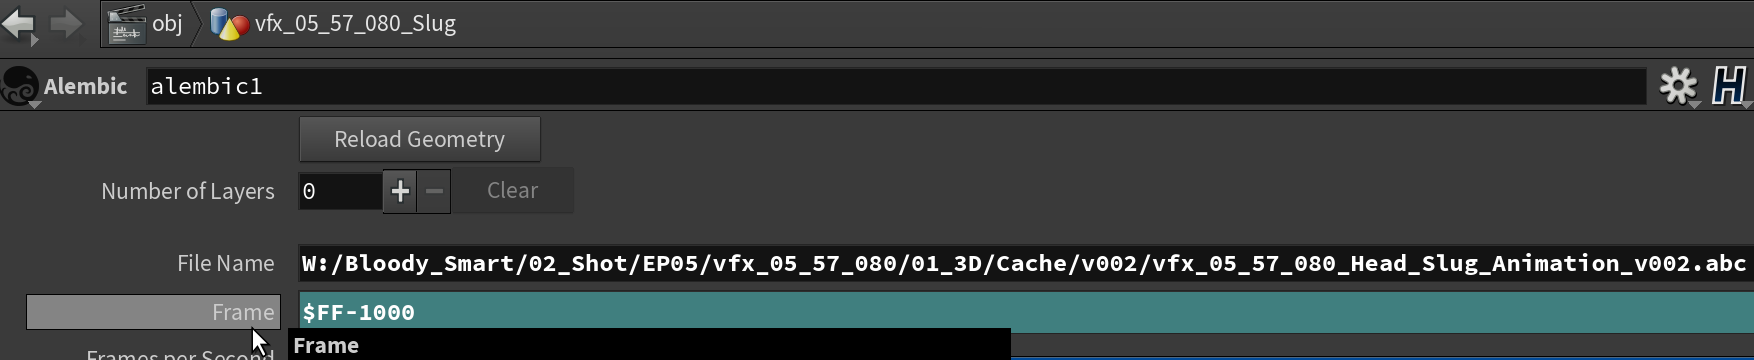 obj vfx_05_57_080_Slug
Alembic alembic1
Reload Geometry
Number of Layers 0 + − Clear
File Name W:/Bloody_Smart/02_Shot/EP05/vfx_05_57_080/01_3D/Cache/v002/vfx_05_57_080_Head_Slug_Animation_v002.abc
Frame $FF-1000
Frames per Second Frame